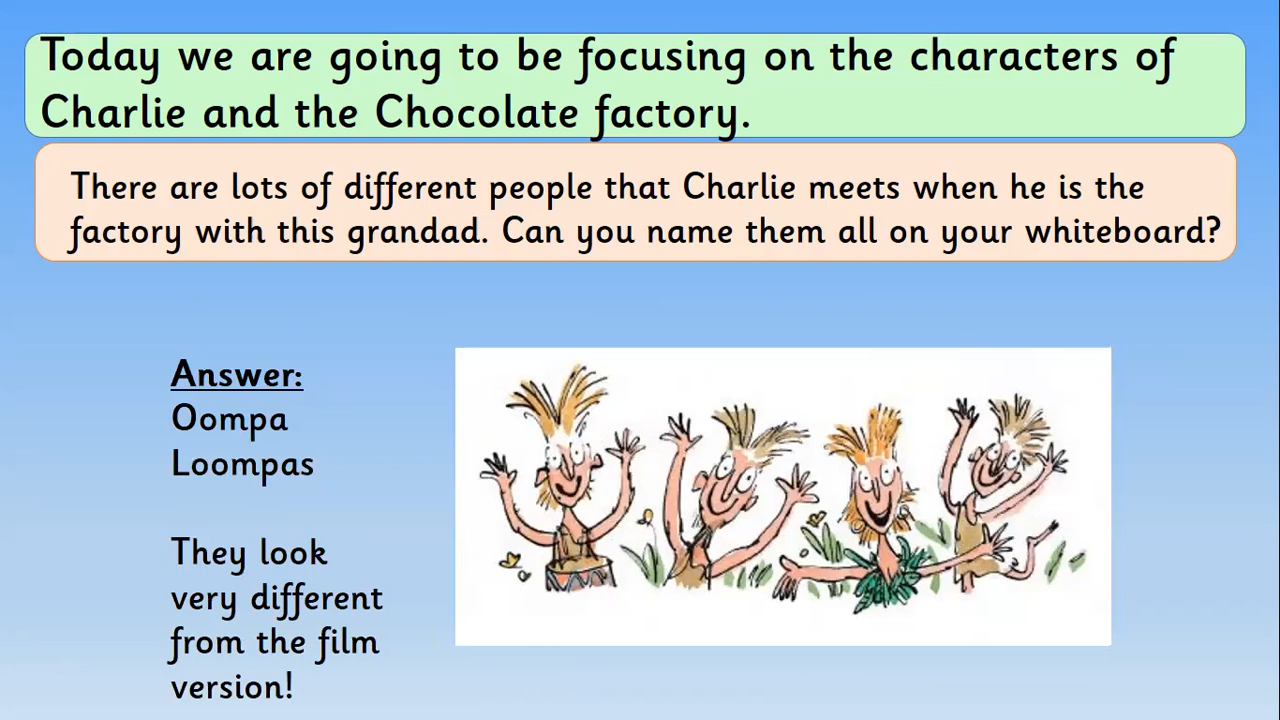 Today we are going to be focusing on the characters of
Charlie and the Chocolate factory.
There are lots of different people that Charlie meets when he is the
factory with this grandad. Can you name them all on your whiteboard?
Answer:
Oompa
Loompas
They look
very different
from the film
version!